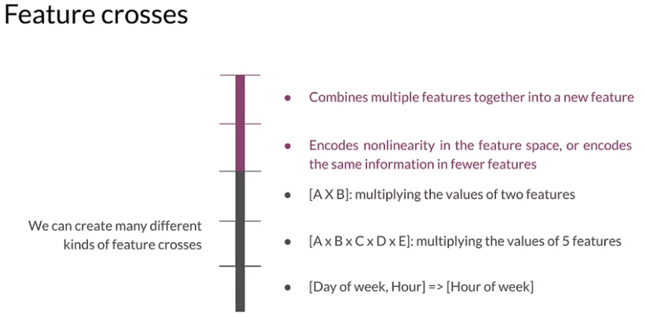 Feature crosses
• Combines multiple features together into a new feature
• Encodes nonlinearity in the feature space, or encodes
the same information in fewer features
• [A X B]: multiplying the values of two features
We can create many different
kinds of feature crosses
• [A x B x C x D x E]: multiplying the values of 5 features
• [Day of week, Hour] => [Hour of week]